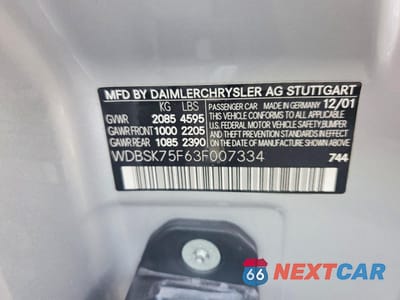 MFD BY DAIMLERCHRYSLER AG STUTTGART
KG LBS PASSENGER CAR MADE IN GERMANY 12/01
GVWR 2085 4595
GAWR FRONT 1000 2205
GAWR REAR 1085 2390
THIS VEHICLE CONFORMS TO ALL APPLICABLE
U.S. FEDERAL MOTOR VEHICLE SAFETY, BUMPER,
AND THEFT PREVENTION STANDARDS IN EFFECT
ON THE DATE OF MANUFACTURE SHOWN ABOVE.
WDBSK75F63F007334 744
66 NEXTCAR